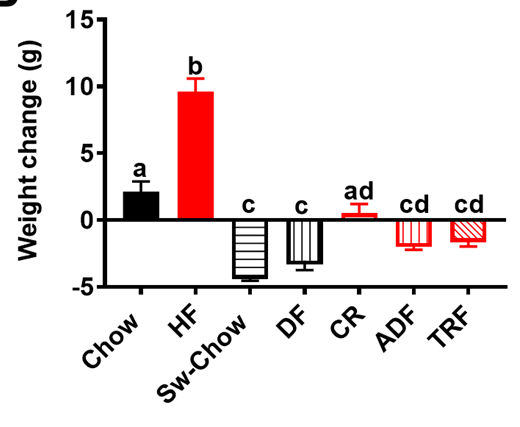 Weight change (g)
15
10
5
0
-5
a
b
c
c
ad
cd
cd
Chow
HF
Sw-Chow
DF
CR
ADF
TRF